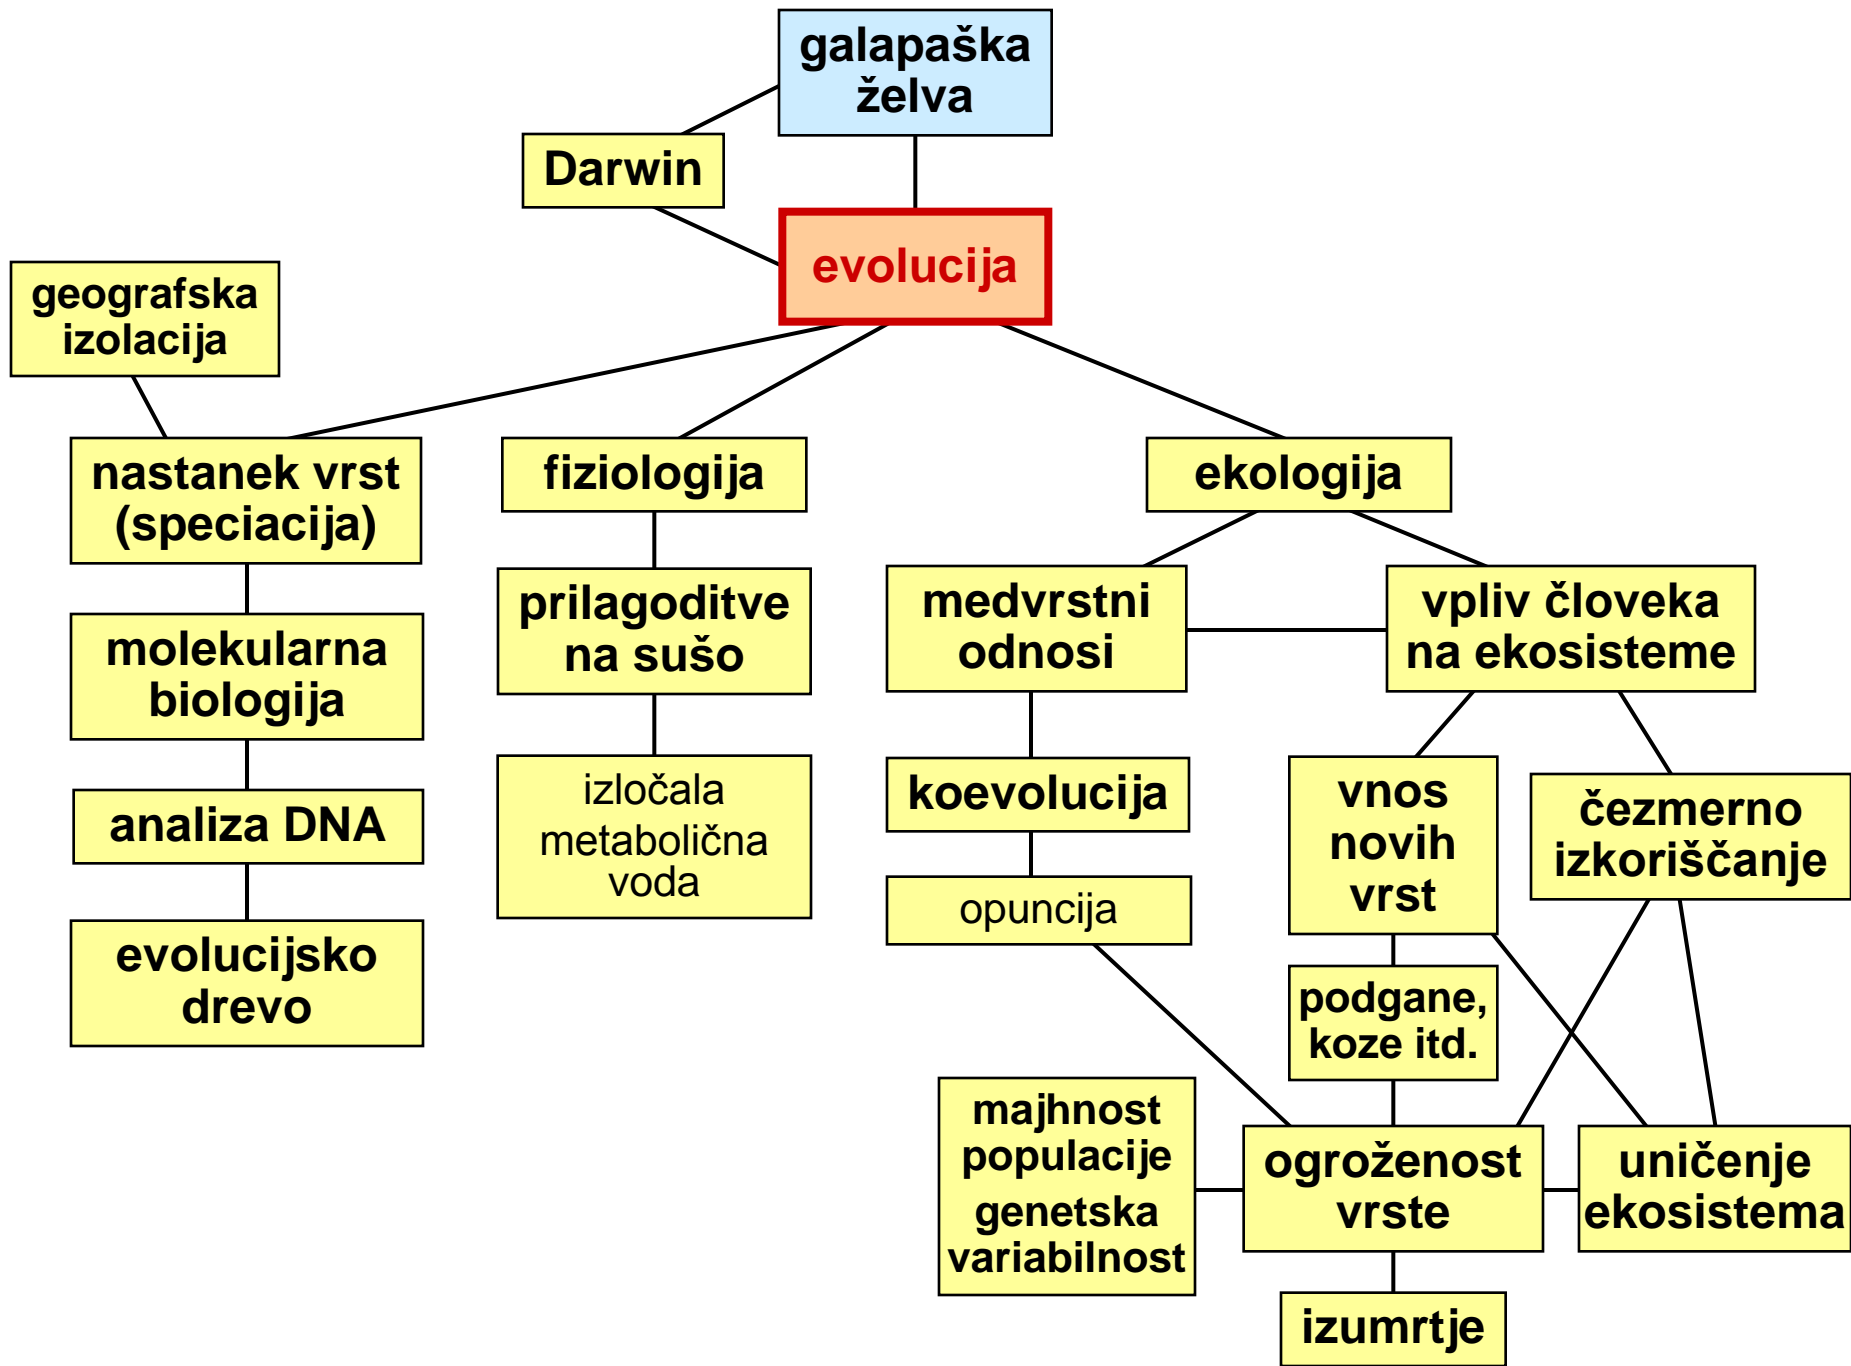 galapaška
želva
Darwin
evolucija
geografska
izolacija
nastanek vrst
(speciacija)
fiziologija
ekologija
molekularna
biologija
prilagoditve
na sušo
medvrstni
odnosi
vpliv človeka
na ekosisteme
analiza DNA
izločala
metabolična
voda
koevolucija
vnos
novih
vrst
čezmerno
izkoriščanje
evolucijsko
drevo
opuncija
podgane,
koze itd.
majhnost
populacije
genetska
variabilnost
ogroženost
vrste
uničenje
ekosistema
izumrtje